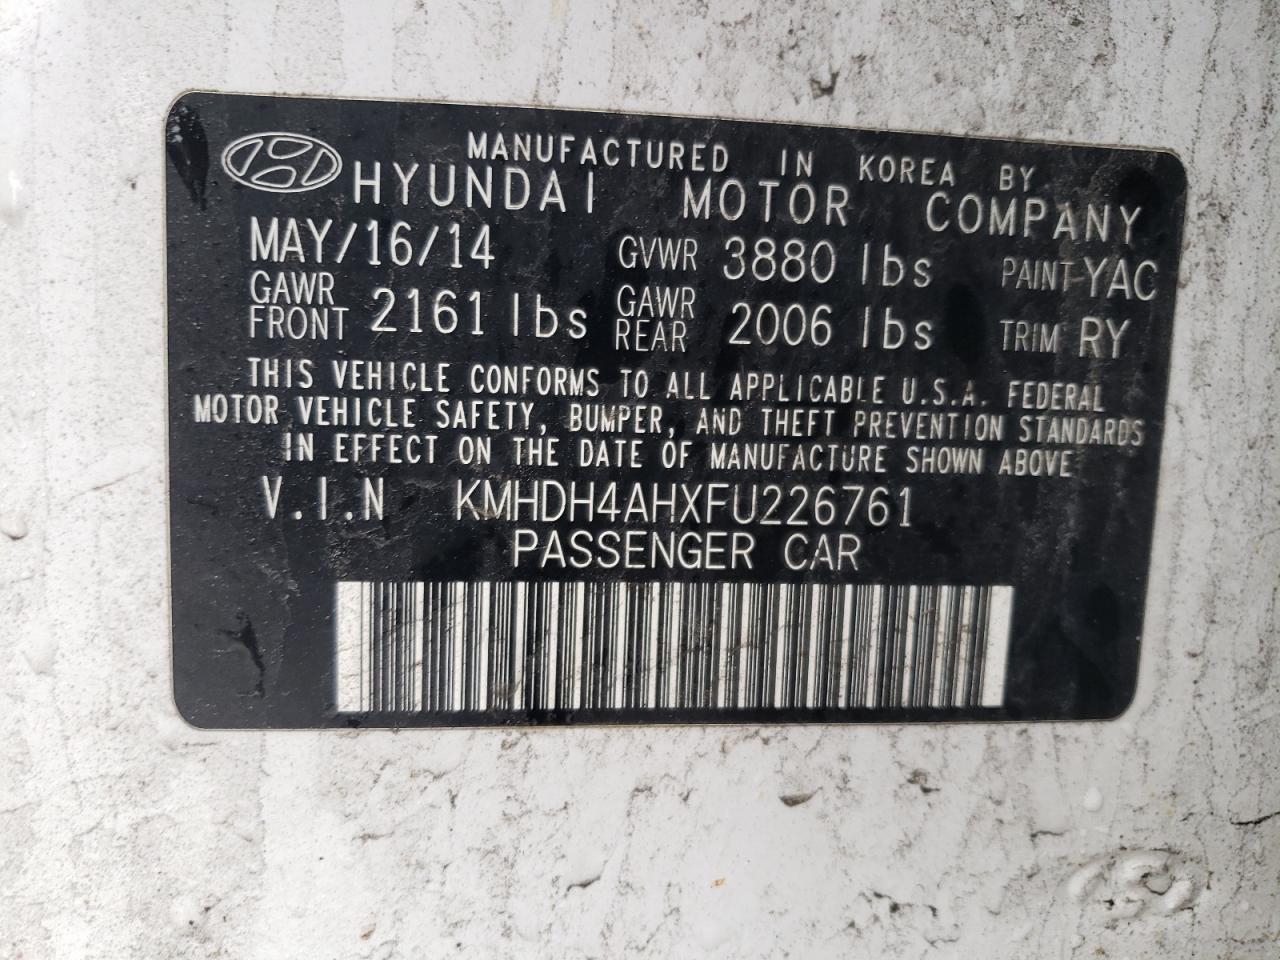 MANUFACTURED IN KOREA BY
HYUNDAI MOTOR COMPANY
MAY/16/14 GVWR 3880 lbs PAINT YAC
GAWR FRONT 2161 lbs GAWR REAR 2006 lbs TRIM RY
THIS VEHICLE CONFORMS TO ALL APPLICABLE U.S.A. FEDERAL
MOTOR VEHICLE SAFETY, BUMPER, AND THEFT PREVENTION STANDARDS
IN EFFECT ON THE DATE OF MANUFACTURE SHOWN ABOVE
V.I.N KMHDH4AHXFU226761
PASSENGER CAR